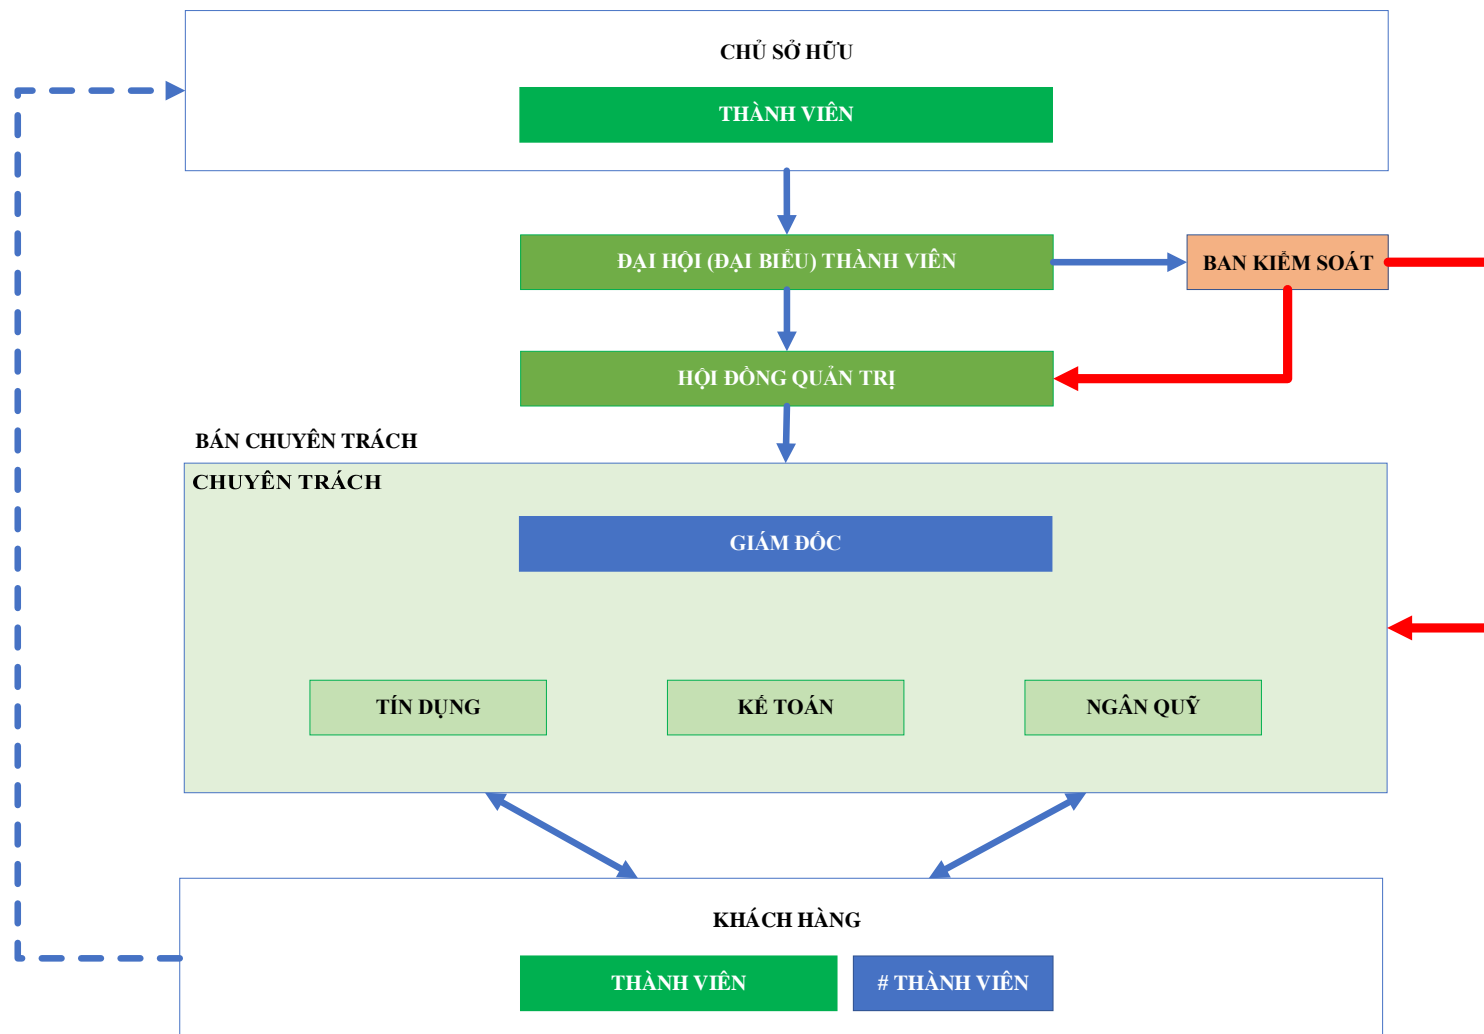 CHỦ SỞ HỮU
THÀNH VIÊN
ĐẠI HỘI (ĐẠI BIỂU) THÀNH VIÊN
BAN KIỂM SOÁT
HỘI ĐỒNG QUẢN TRỊ
BÁN CHUYÊN TRÁCH
CHUYÊN TRÁCH
GIÁM ĐỐC
TÍN DỤNG
KẾ TOÁN
NGÂN QUỸ
KHÁCH HÀNG
THÀNH VIÊN
# THÀNH VIÊN